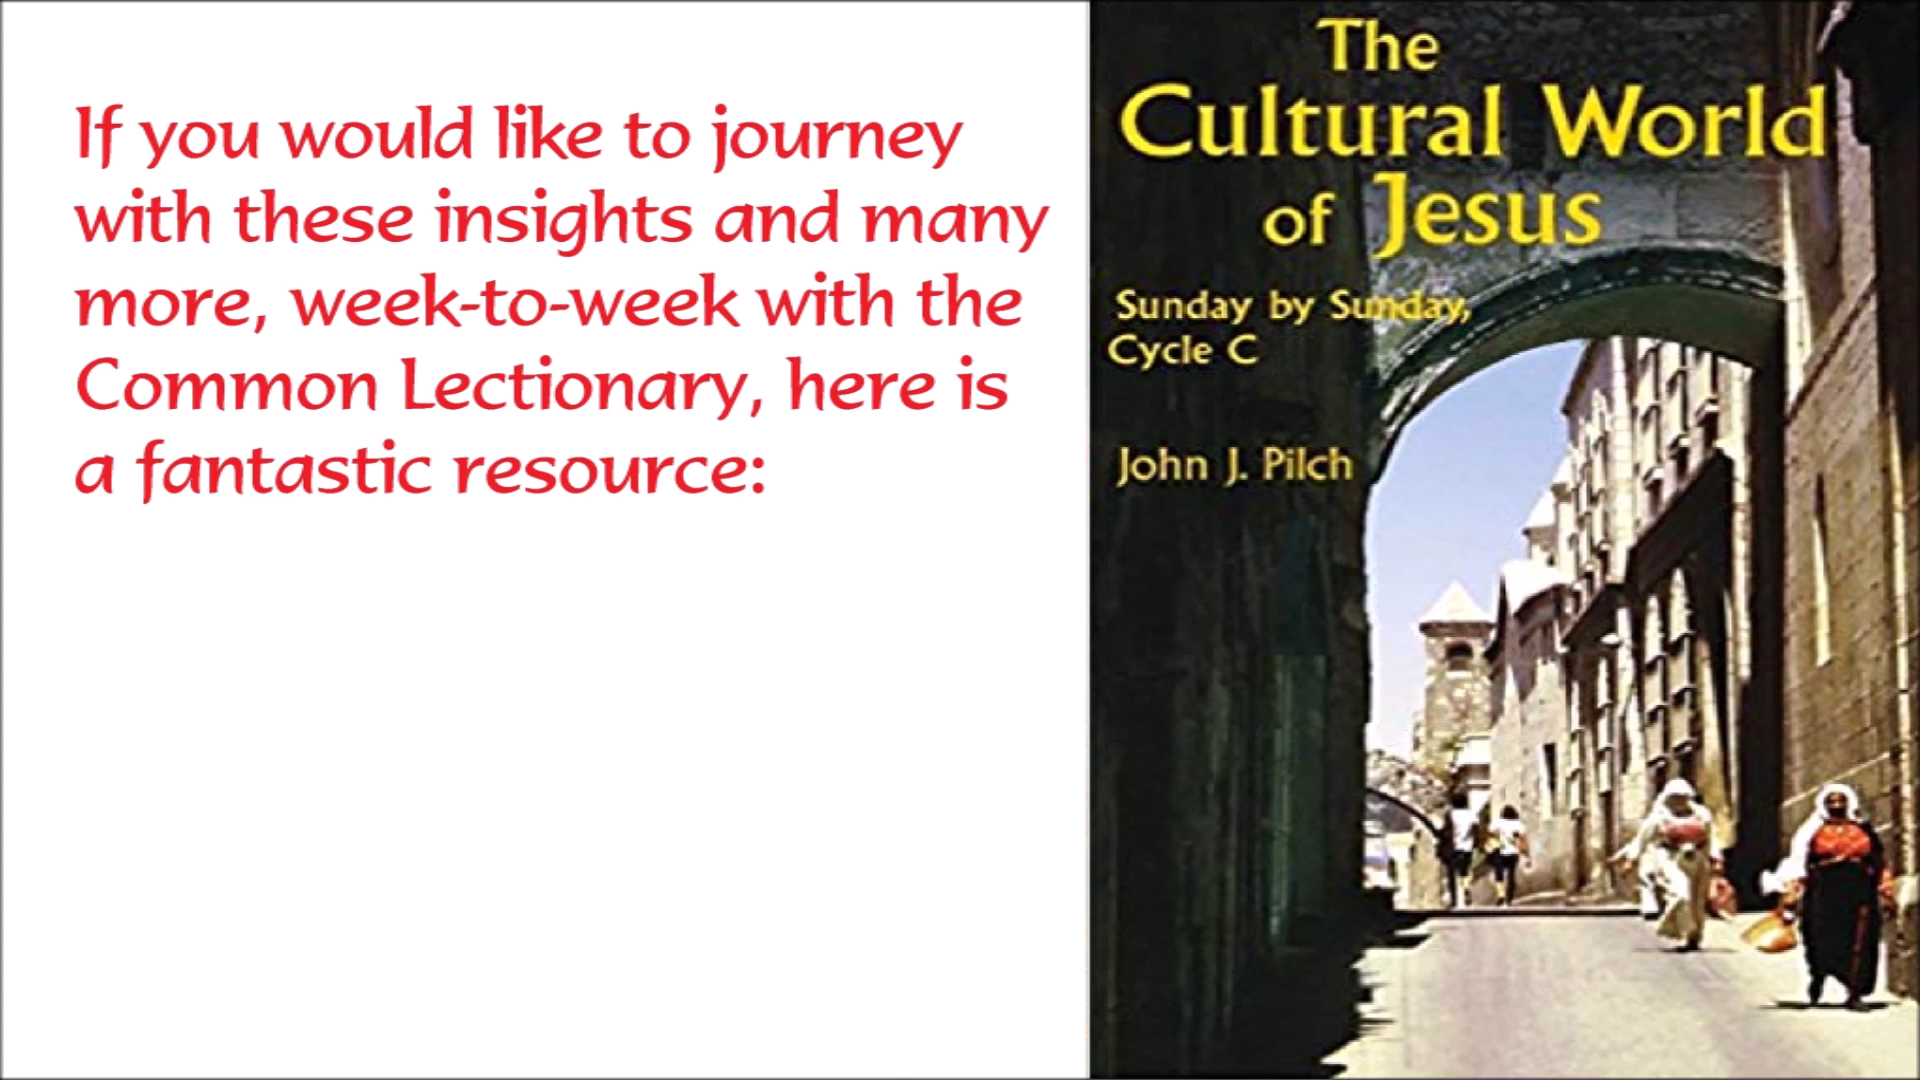 If you would like to journey
with these insights and many
more, week-to-week with the
Common Lectionary, here is
a fantastic resource:
The
Cultural World
of Jesus
Sunday by Sunday,
Cycle C
John J. Pilch